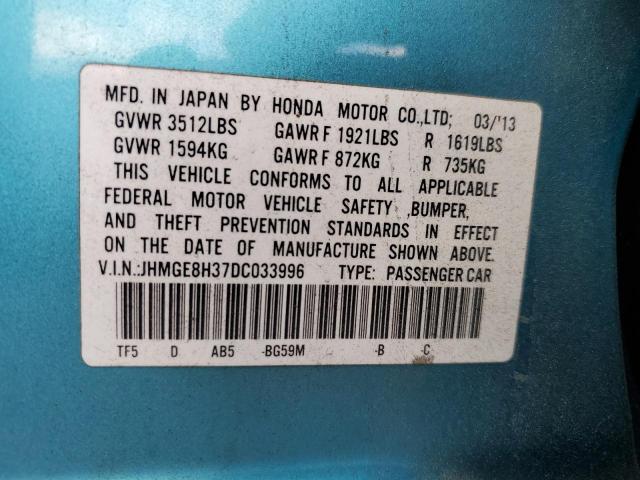 MFD. IN JAPAN BY HONDA MOTOR CO.,LTD; 03/'13
GVWR 3512LBS GAWR F 1921LBS R 1619LBS
GVWR 1594KG GAWR F 872KG R 735KG
THIS VEHICLE CONFORMS TO ALL APPLICABLE
FEDERAL MOTOR VEHICLE SAFETY ,BUMPER,
AND THEFT PREVENTION STANDARDS IN EFFECT
ON THE DATE OF MANUFACTURE SHOWN ABOVE.
V.I.N.:JHMGE8H37DC033996 TYPE: PASSENGER CAR
TF5 D AB5 -BG59M -B -C